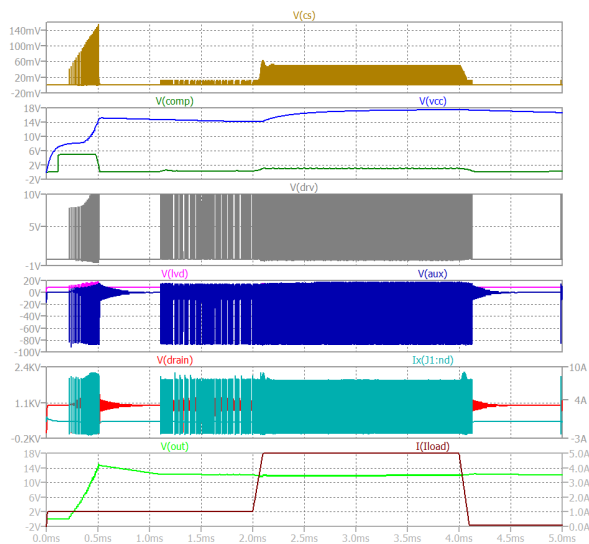 V(cs)
140mV
100mV
60mV
20mV
-20mV
V(comp) V(vcc)
18V
14V
10V
6V
2V
-2V
V(drv)
10V
5V
-1V
V(lvd) V(aux)
20V
0V
-20V
-40V
-60V
-80V
-100V
V(drain) Ix(J1:nd)
2.4KV 10A
1.1KV 4A
-0.2KV -3A
V(out) I(Iload)
18V 5.0A
14V 4.0A
10V 3.0A
6V 2.0A
2V 1.0A
-2V 0.0A
0.0ms 0.5ms 1.0ms 1.5ms 2.0ms 2.5ms 3.0ms 3.5ms 4.0ms 4.5ms 5.0ms